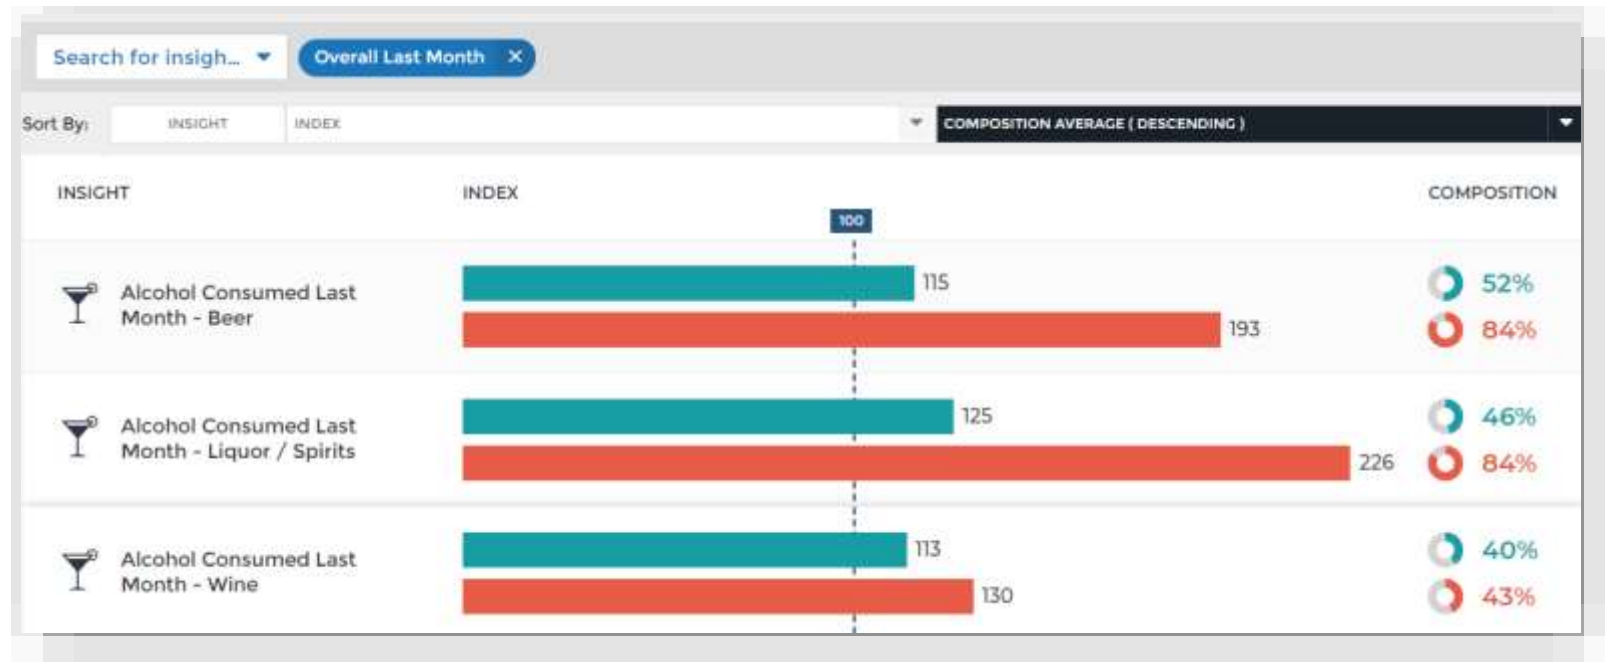 Search for insigh...
Overall Last Month ✕
Sort By:
INSIGHT
INDEX
COMPOSITION AVERAGE ( DESCENDING )
INSIGHT
INDEX
COMPOSITION
100
Alcohol Consumed Last
Month - Beer
115
52%
193
84%
Alcohol Consumed Last
Month - Liquor / Spirits
125
46%
226
84%
Alcohol Consumed Last
Month - Wine
113
40%
130
43%